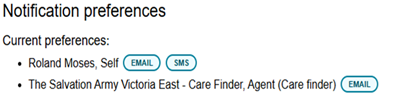 Notification preferences
Current preferences:
• Roland Moses, Self EMAIL SMS
• The Salvation Army Victoria East - Care Finder, Agent (Care finder) EMAIL